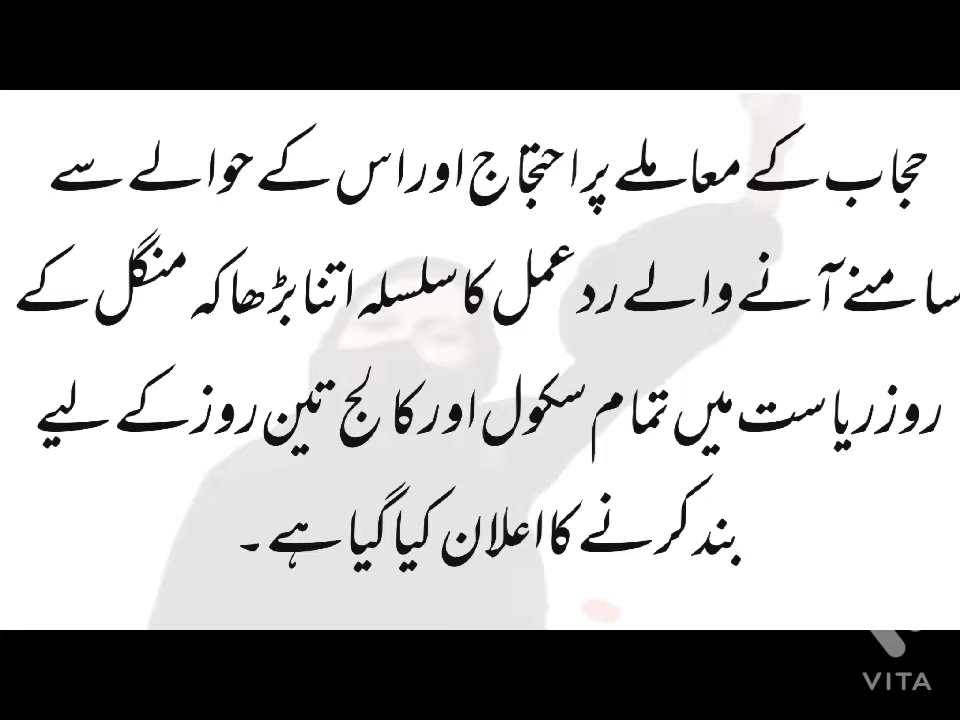 حجاب کے معاملے پر احتجاج اور اس کے حوالے سے
سامنے آنے والے رد عمل کا سلسلہ اتنا بڑھا کہ منگل کے
روز ریاست میں تمام سکول اور کالج تین روز کے لیے
بند کرنے کا اعلان کیا گیا ہے۔
VITA